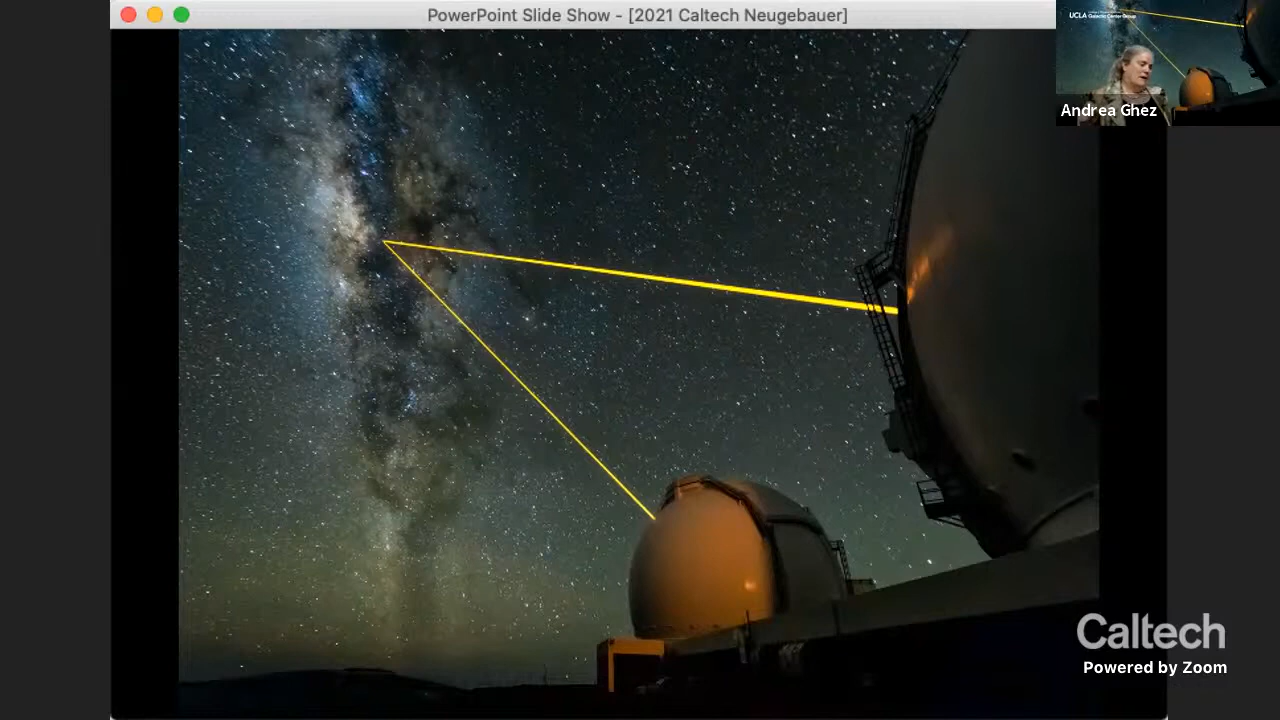 PowerPoint Slide Show - [2021 Caltech Neugebauer]
UCLA Galactic Center Group
Andrea Ghez
Caltech
Powered by Zoom